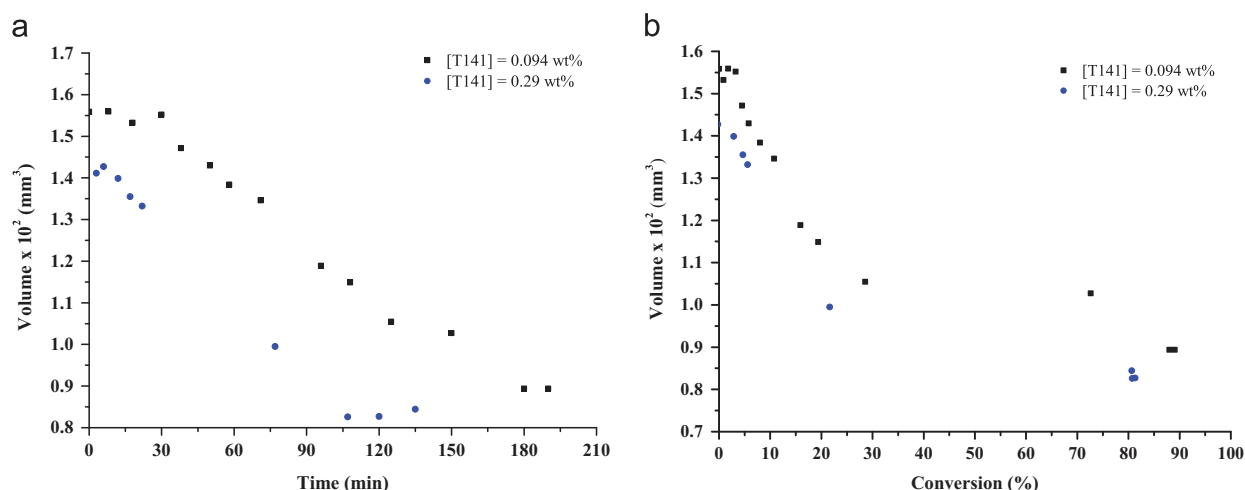 a
1.7
1.6
1.5
1.4
1.3
1.2
1.1
1.0
0.9
0.8
Volume x 10² (mm³)
[T141] = 0.094 wt%
[T141] = 0.29 wt%
0 30 60 90 120 150 180 210
Time (min)
b
1.6
1.5
1.4
1.3
1.2
1.1
1.0
0.9
0.8
0.7
Volume x 10² (mm³)
[T141] = 0.094 wt%
[T141] = 0.29 wt%
0 10 20 30 40 50 60 70 80 90 100
Conversion (%)